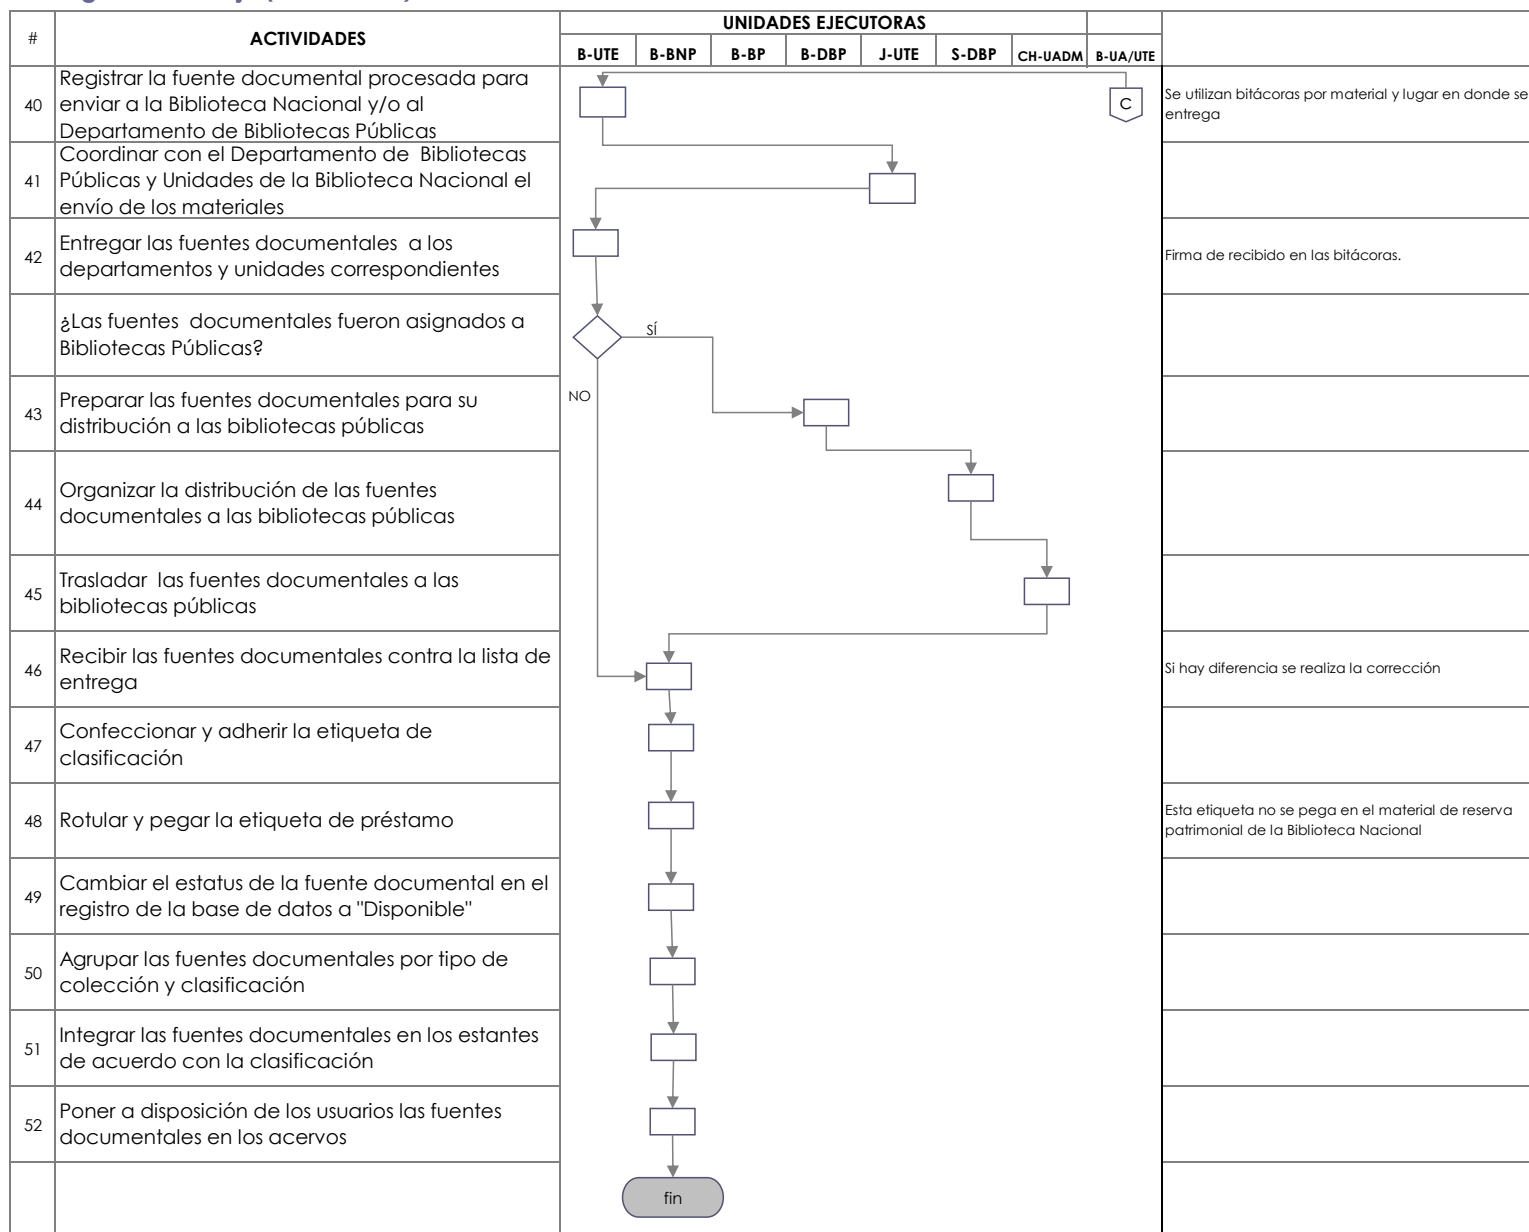 #
ACTIVIDADES
UNIDADES EJECUTORAS
B-UTE
B-BNP
B-BP
B-DBP
J-UTE
S-DBP
CH-UADM
B-UA/UTE
40
Registrar la fuente documental procesada para
enviar a la Biblioteca Nacional y/o al
Departamento de Bibliotecas Públicas
C
Se utilizan bitácoras por material y lugar en donde se
entrega
41
Coordinar con el Departamento de Bibliotecas
Públicas y Unidades de la Biblioteca Nacional el
envío de los materiales
42
Entregar las fuentes documentales a los
departamentos y unidades correspondientes
Firma de recibido en las bitácoras.
¿Las fuentes documentales fueron asignados a
Bibliotecas Públicas?
SÍ
NO
43
Preparar las fuentes documentales para su
distribución a las bibliotecas públicas
44
Organizar la distribución de las fuentes
documentales a las bibliotecas públicas
45
Trasladar las fuentes documentales a las
bibliotecas públicas
46
Recibir las fuentes documentales contra la lista de
entrega
Si hay diferencia se realiza la corrección
47
Confeccionar y adherir la etiqueta de
clasificación
48
Rotular y pegar la etiqueta de préstamo
Esta etiqueta no se pega en el material de reserva
patrimonial de la Biblioteca Nacional
49
Cambiar el estatus de la fuente documental en el
registro de la base de datos a "Disponible"
50
Agrupar las fuentes documentales por tipo de
colección y clasificación
51
Integrar las fuentes documentales en los estantes
de acuerdo con la clasificación
52
Poner a disposición de los usuarios las fuentes
documentales en los acervos
fin